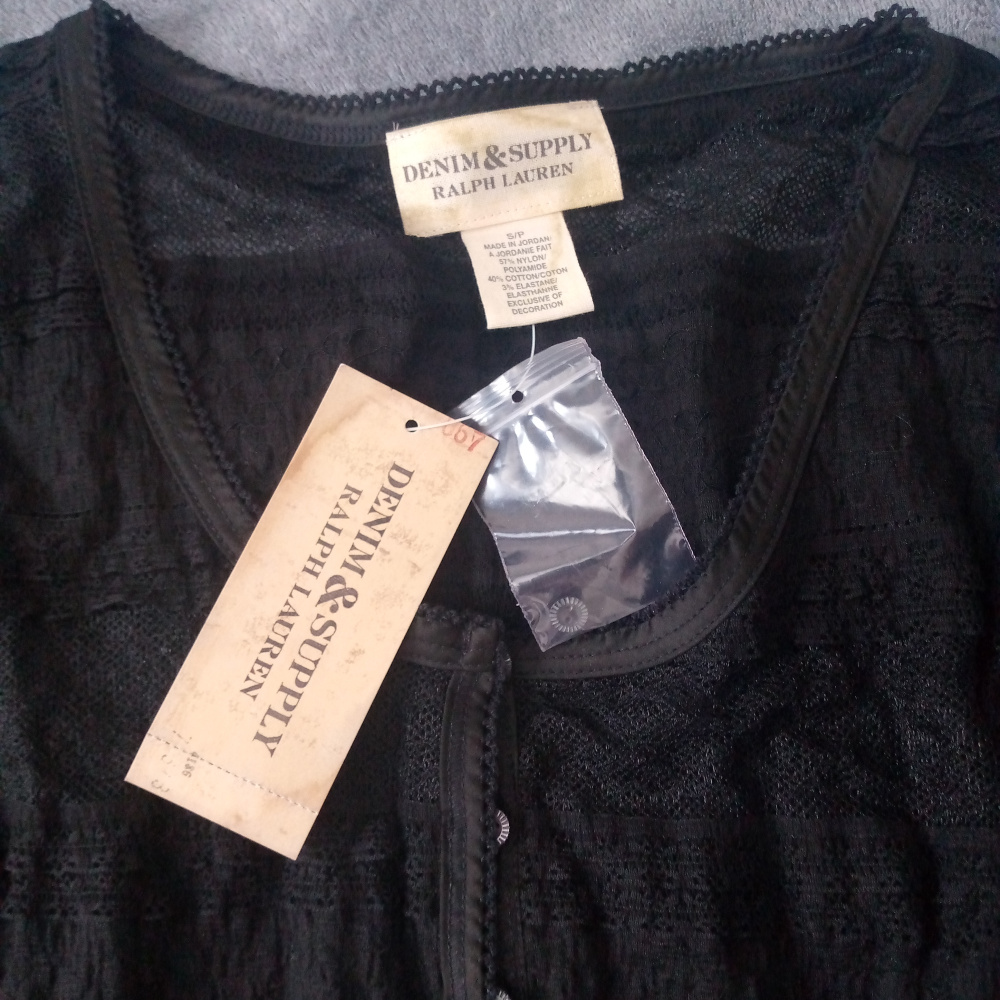 DENIM & SUPPLY
RALPH LAUREN
S/P
MADE IN JORDAN/
A JORDANIE FAIT
57% NYLON/
POLYAMIDE
40% COTTON/COTON
3% ELASTANE/
ELASTHANNE
EXCLUSIVE OF
DECORATION
DENIM & SUPPLY
RALPH LAUREN